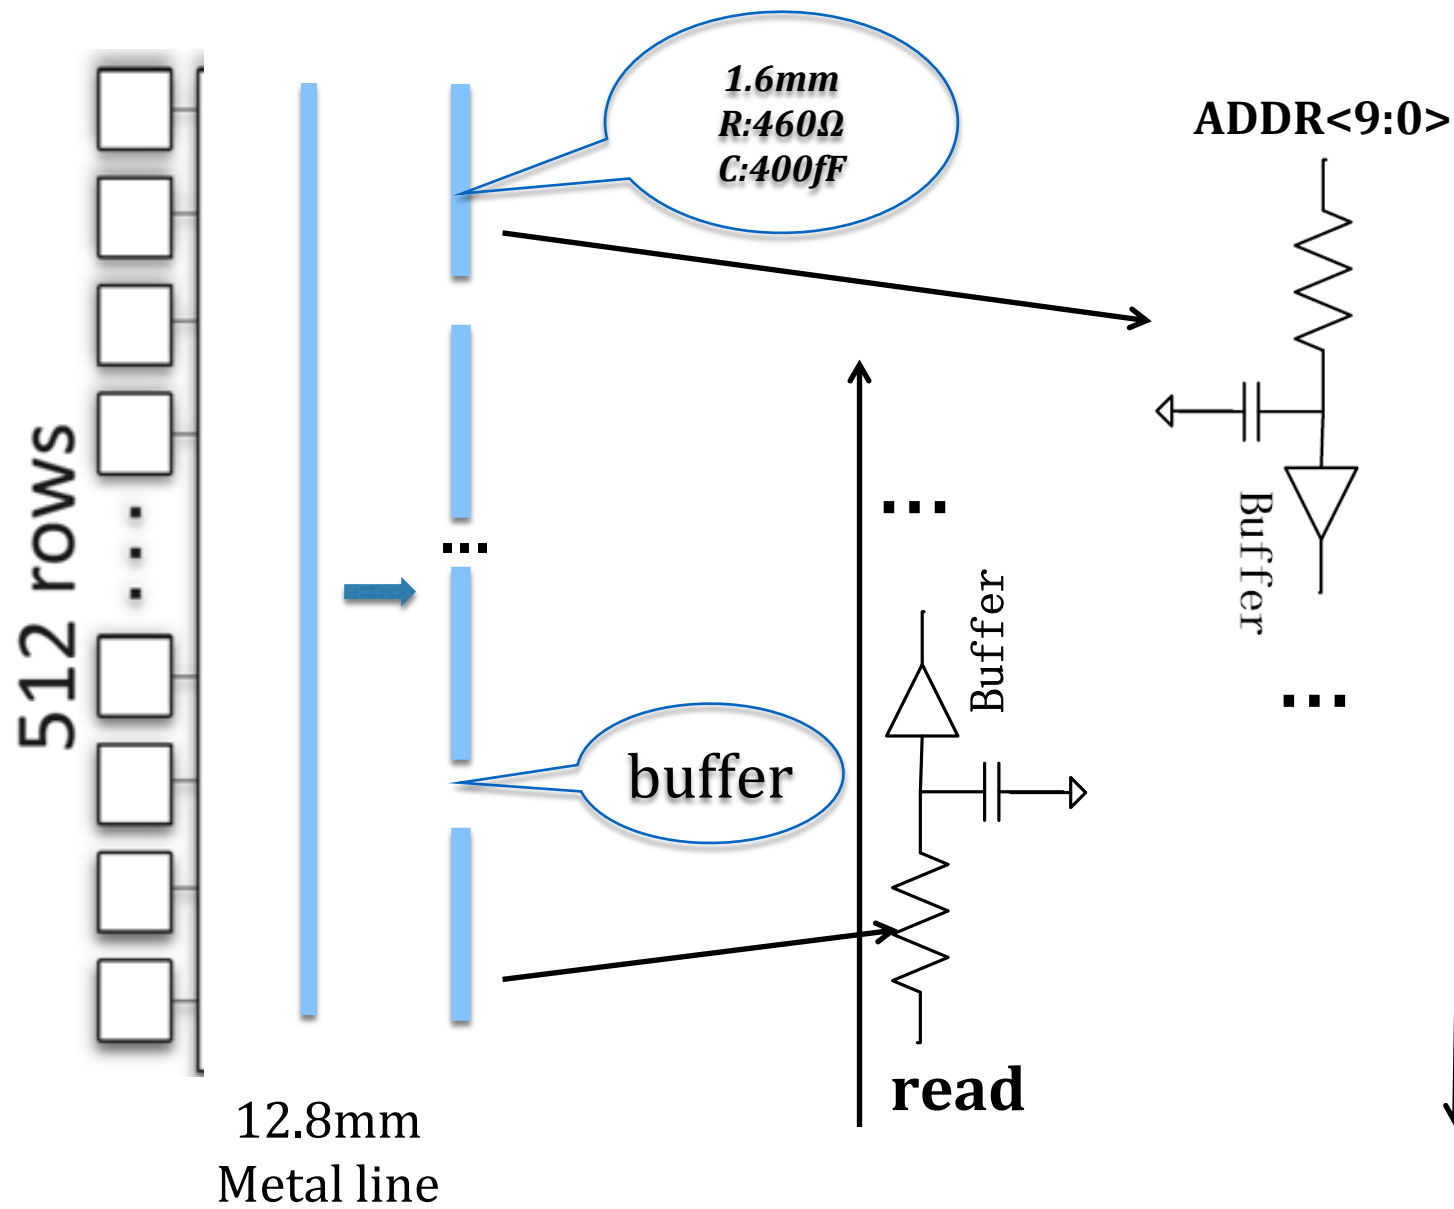 1.6mm
R:460Ω
C:400fF
ADDR<9:0>
512 rows
...
...
Buffer
...
Buffer
...
buffer
read
12.8mm
Metal line